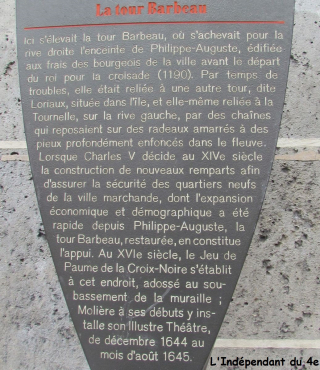 La tour Barbeau
Ici s'élevait la tour Barbeau, où s'achevait pour la
rive droite l'enceinte de Philippe-Auguste, édifiée
aux frais des bourgeois de la ville avant le départ
du roi pour la croisade (1190). Par temps de
troubles, elle était reliée à une autre tour, dite
Loriaux, située dans l'île, et elle-même reliée à la
Tournelle, sur la rive gauche, par des chaînes
qui reposaient sur des radeaux amarrés à des
pieux profondément enfoncés dans le fleuve.
Lorsque Charles V décide au XIVe siècle
la construction de nouveaux remparts afin
d'assurer la sécurité des quartiers neufs
de la ville marchande, dont l'expansion
économique et démographique a été
rapide depuis Philippe-Auguste, la
tour Barbeau, restaurée, en constitue
l'appui. Au XVIe siècle, le Jeu de
Paume de la Croix-Noire s'établit
à cet endroit, adossé au sou-
bassement de la muraille ;
Molière à ses débuts y ins-
talle son Illustre Théâtre,
de décembre 1644 au
mois d'août 1645.
L'Indépendant du 4e